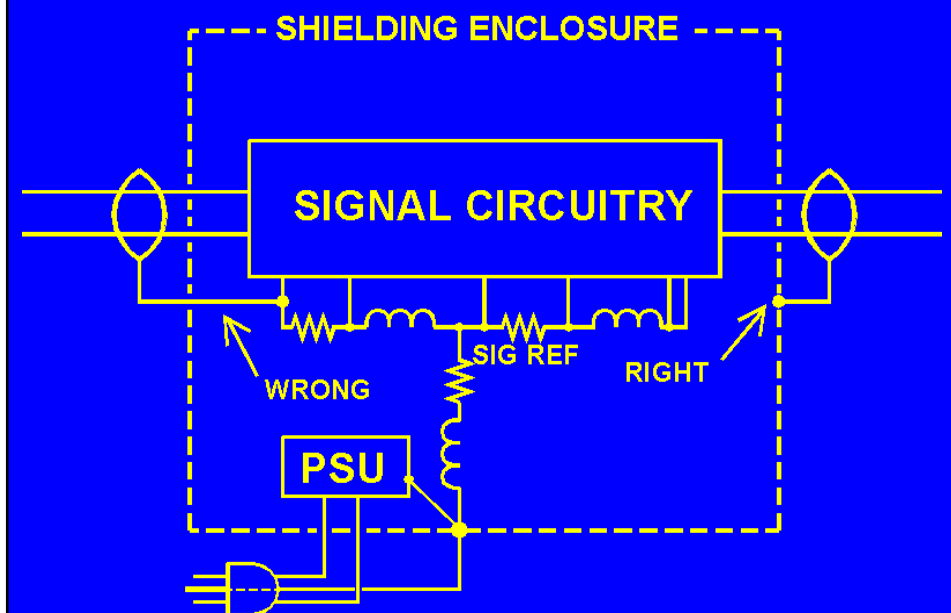 SHIELDING ENCLOSURE
SIGNAL CIRCUITRY
SIG REF
RIGHT
WRONG
PSU